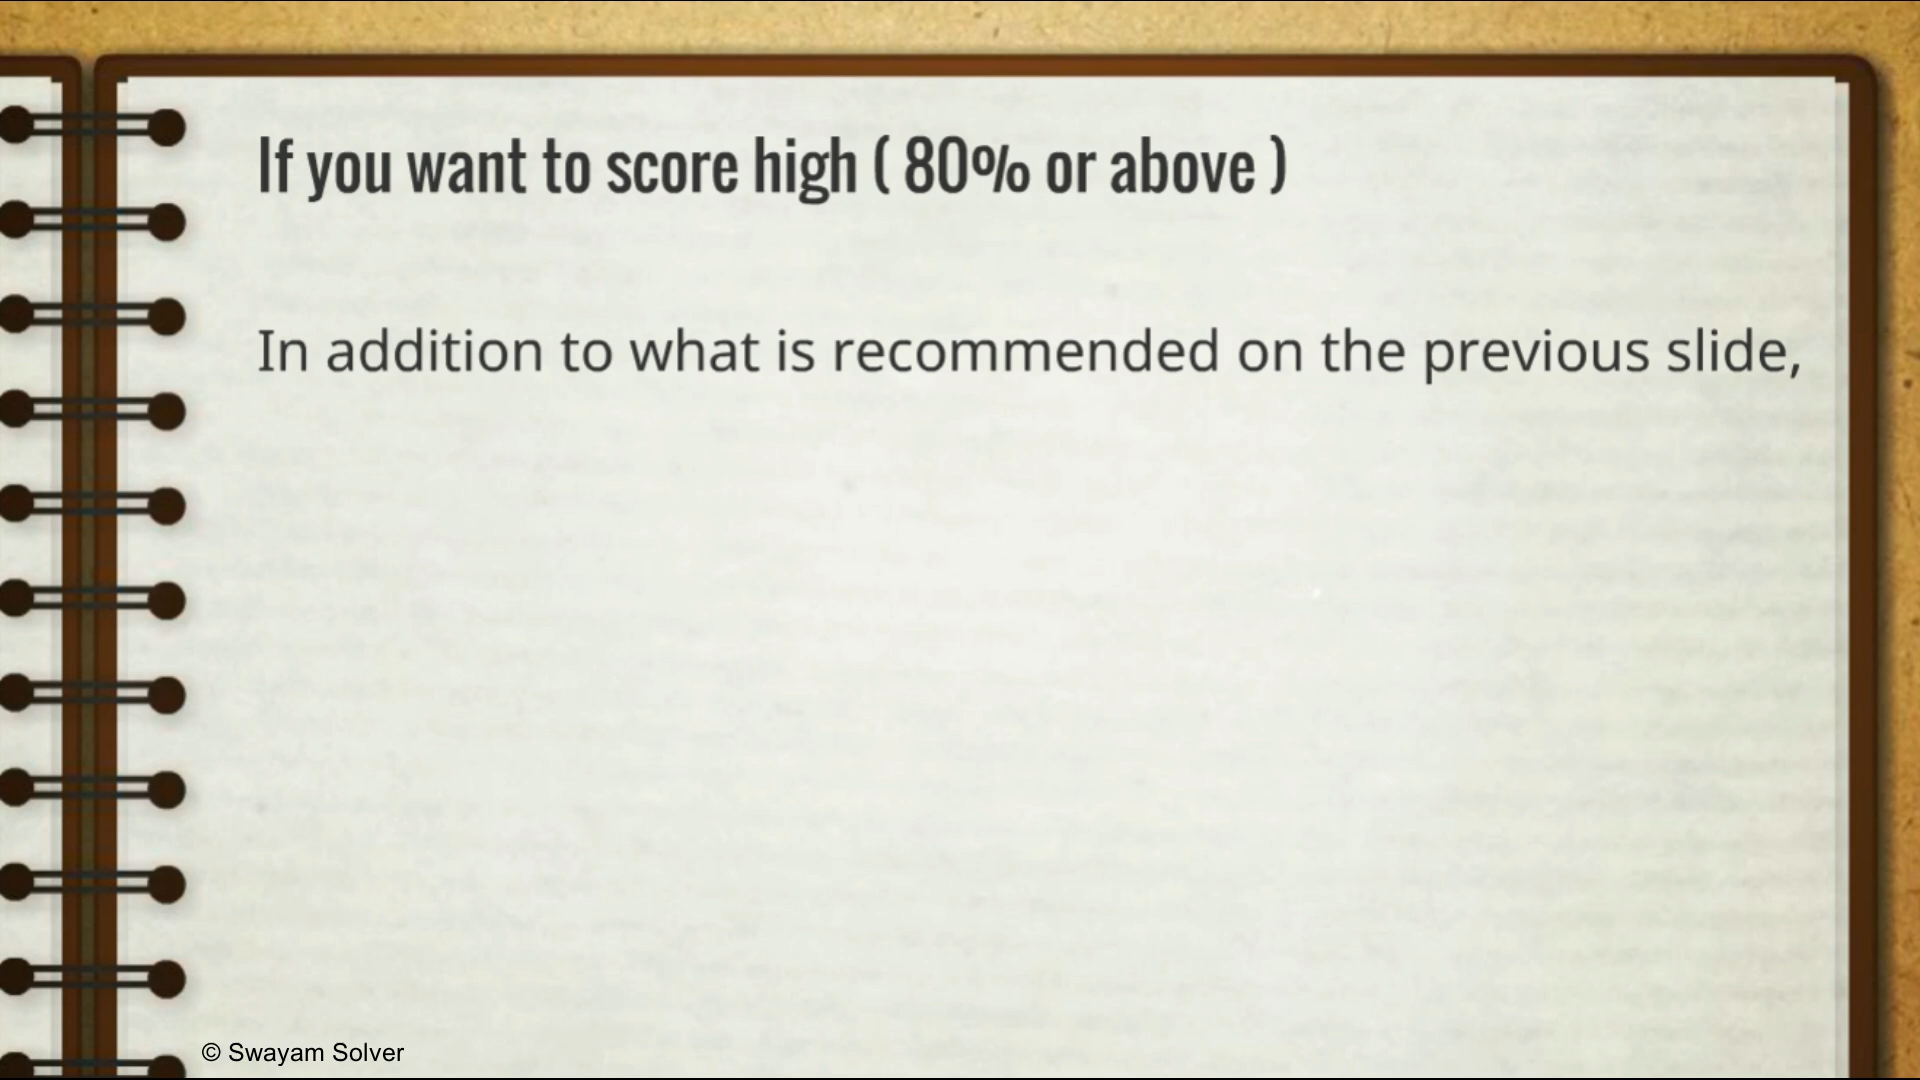 If you want to score high ( 80% or above )
In addition to what is recommended on the previous slide,
© Swayam Solver